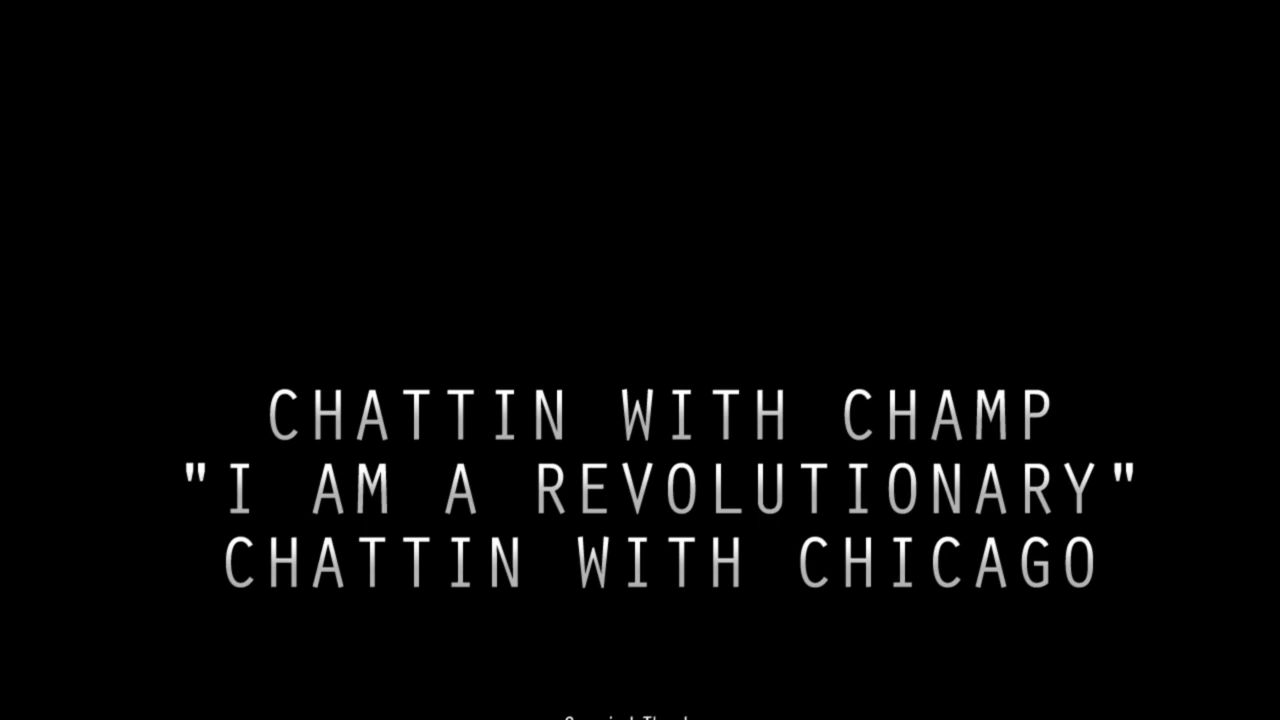 CHATTIN WITH CHAMP
"I AM A REVOLUTIONARY"
CHATTIN WITH CHICAGO